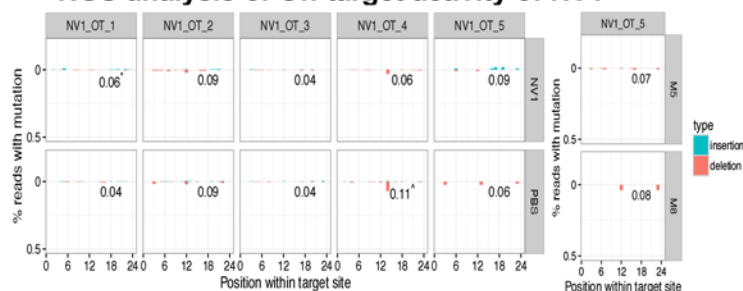 NV1_OT_1 NV1_OT_2 NV1_OT_3 NV1_OT_4 NV1_OT_5 NV1_OT_5
0 0.06* 0.09 0.04 0.06 0.09 NV1 0 0.07 M5
0.5 0.5
type
insertion
deletion
0 0.04 0.09 0.04 0.11^ 0.06 PBS 0 0.08 M8
0.5 0.5
% reads with mutation
% reads with mutation
0 6 12 18 24 0 6 12 18 24 0 6 12 18 24 0 6 12 18 24 0 6 12 18 24 0 6 12 18 24
Position within target site Position within target site